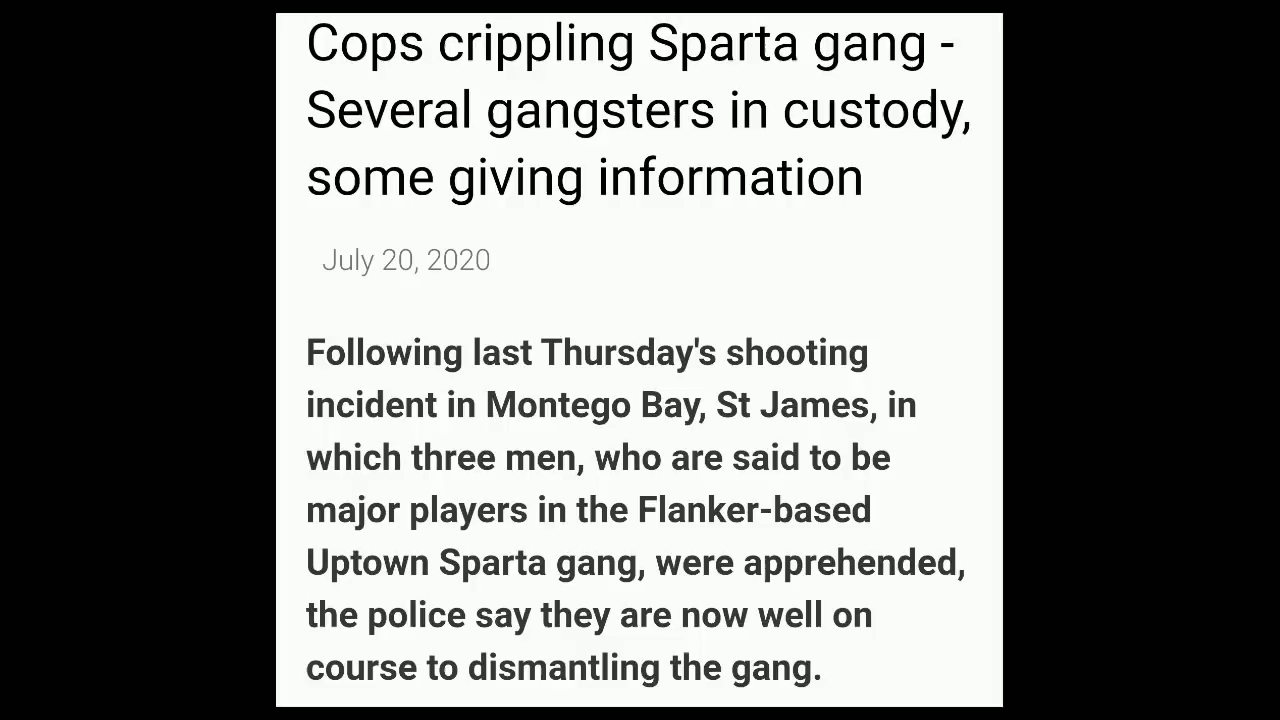 Cops crippling Sparta gang -
Several gangsters in custody,
some giving information
July 20, 2020
Following last Thursday's shooting
incident in Montego Bay, St James, in
which three men, who are said to be
major players in the Flanker-based
Uptown Sparta gang, were apprehended,
the police say they are now well on
course to dismantling the gang.